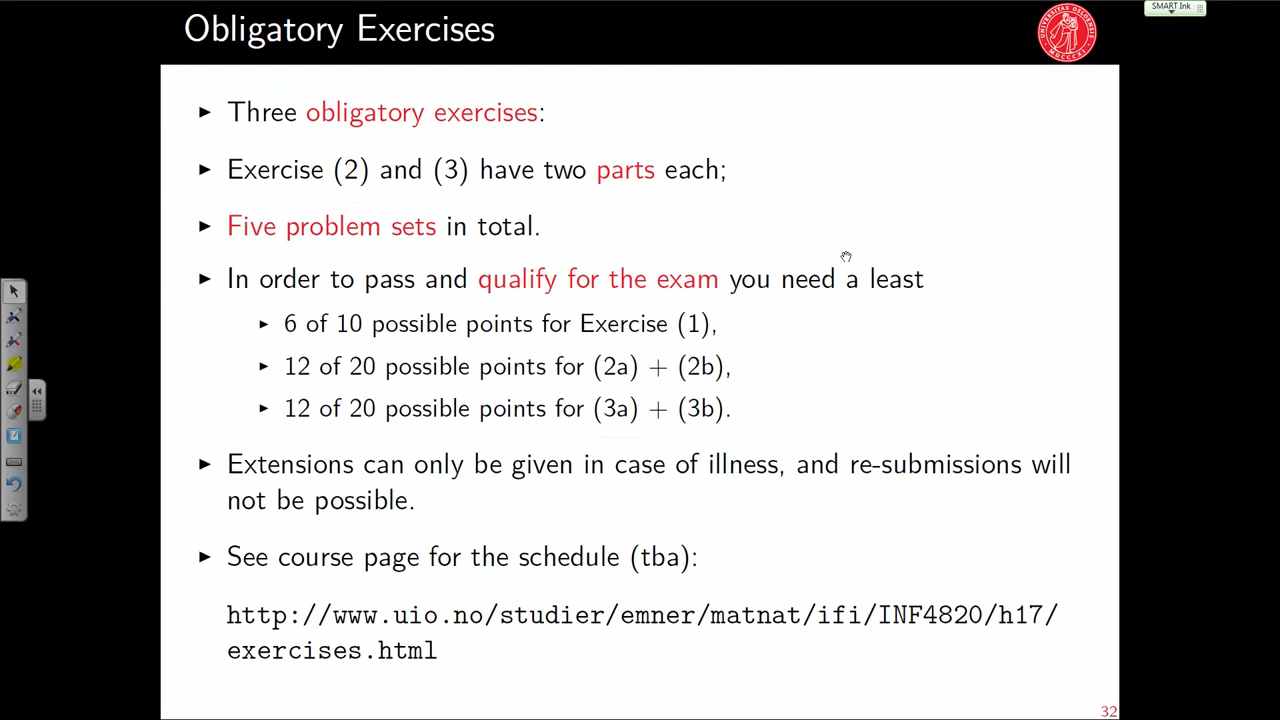 SMART Ink
Obligatory Exercises
UNIVERSITAS OSLOENSIS
MDCCCXI
► Three obligatory exercises:
► Exercise (2) and (3) have two parts each;
► Five problem sets in total.
► In order to pass and qualify for the exam you need a least
► 6 of 10 possible points for Exercise (1),
► 12 of 20 possible points for (2a) + (2b),
► 12 of 20 possible points for (3a) + (3b).
► Extensions can only be given in case of illness, and re-submissions will
not be possible.
► See course page for the schedule (tba):
http://www.uio.no/studier/emner/matnat/ifi/INF4820/h17/
exercises.html
32